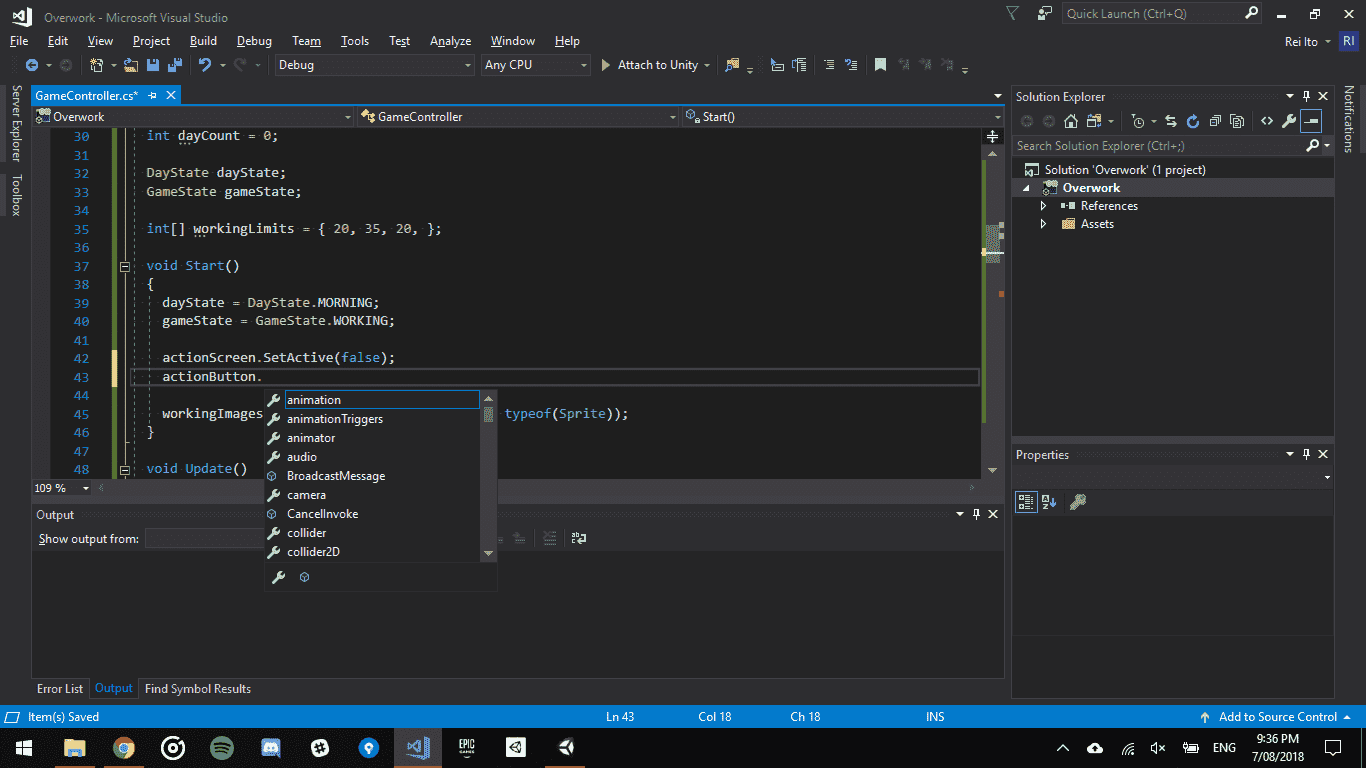 Overwork - Microsoft Visual Studio
Quick Launch (Ctrl+Q)
File Edit View Project Build Debug Team Tools Test Analyze Window Help
Rei Ito RI
Debug Any CPU Attach to Unity
Server Explorer
Toolbox
GameController.cs*
Overwork GameController Start()
30 int dayCount = 0;
31
32 DayState dayState;
33 GameState gameState;
34
35 int[] workingLimits = { 20, 35, 20, };
36
37 void Start()
38 {
39 dayState = DayState.MORNING;
40 gameState = GameState.WORKING;
41
42 actionScreen.SetActive(false);
43 actionButton.
44
45 workingImages typeof(Sprite));
46 }
47
48 void Update()
animation
animationTriggers
animator
audio
BroadcastMessage
camera
CancelInvoke
collider
collider2D
109 %
Output
Show output from:
Error List Output Find Symbol Results
Solution Explorer
Search Solution Explorer (Ctrl+;)
Solution 'Overwork' (1 project)
Overwork
References
Assets
Properties
Notifications
Item(s) Saved Ln 43 Col 18 Ch 18 INS Add to Source Control
EPIC
GAMES
ENG
9:36 PM
7/08/2018